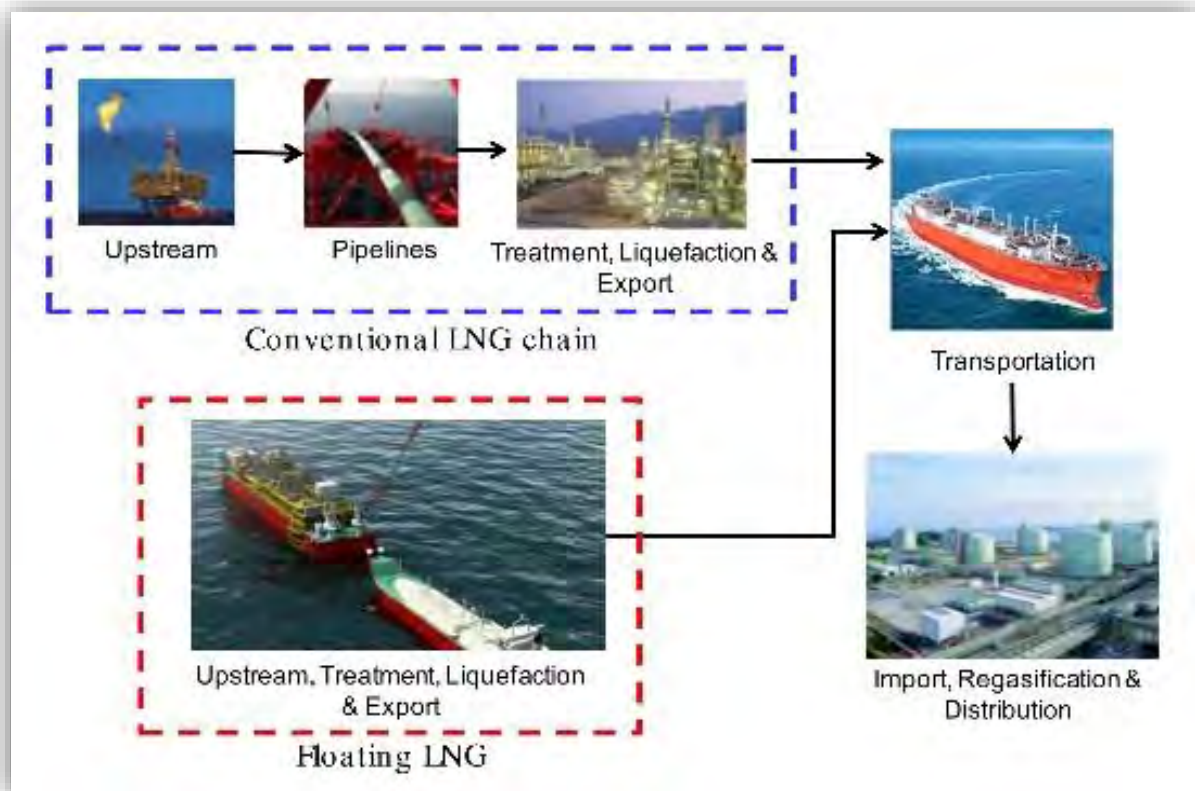 Upstream
Pipelines
Treatment, Liquefaction &
Export
Conventional LNG chain
Transportation
Upstream, Treatment, Liquefaction
& Export
Floating LNG
Import, Regasification &
Distribution